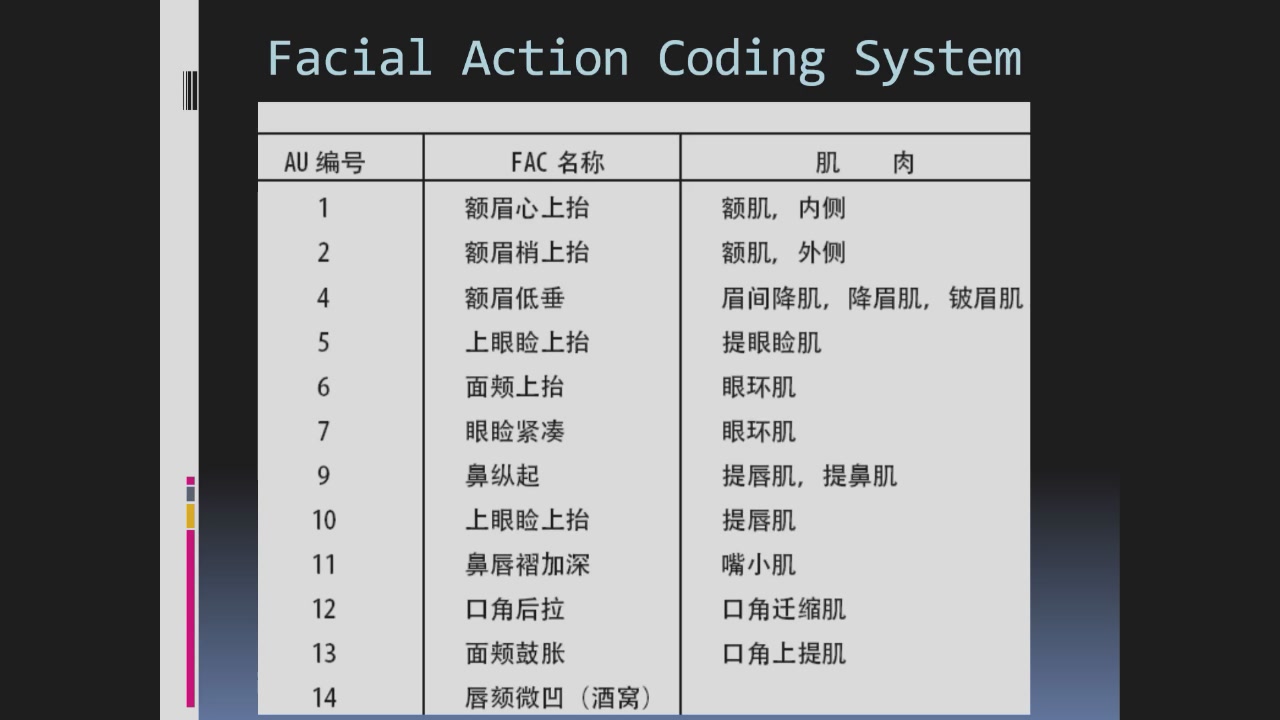 Facial Action Coding System
AU 编号 FAC 名称 肌 肉
1 额眉心上抬 额肌，内侧
2 额眉梢上抬 额肌，外侧
4 额眉低垂 眉间降肌，降眉肌，皱眉肌
5 上眼睑上抬 提眼睑肌
6 面颊上抬 眼环肌
7 眼睑紧凑 眼环肌
9 鼻纵起 提唇肌，提鼻肌
10 上眼睑上抬 提唇肌
11 鼻唇褶加深 嘴小肌
12 口角后拉 口角迁缩肌
13 面颊鼓胀 口角上提肌
14 唇颏微凹（酒窝）